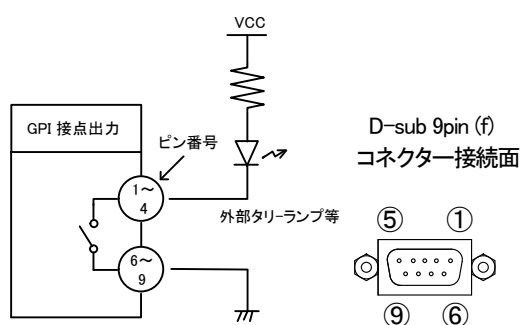 VCC
GPI 接点出力
ピン番号
1～
4
外部タリーランプ等
6～
9
D-sub 9pin (f)
コネクター接続面
⑤ ①
⑨ ⑥